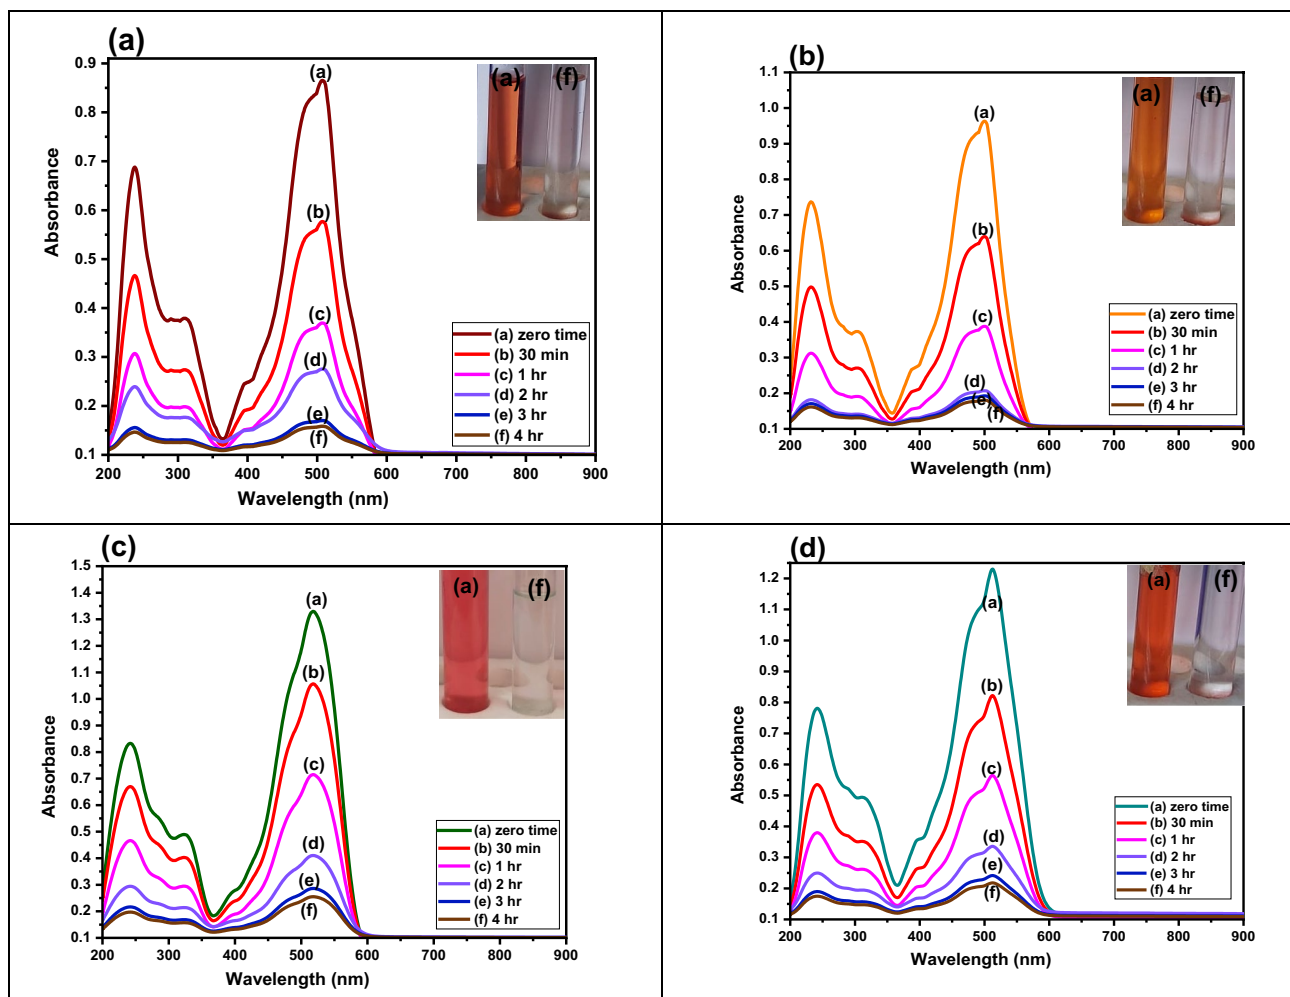 (a)
0.9
0.8
0.7
0.6
0.5
0.4
0.3
0.2
0.1
200 300 400 500 600 700 800 900
Absorbance
Wavelength (nm)
(a)
(b)
(c)
(d)
(e)
(f)
(a) (f)
(a) zero time
(b) 30 min
(c) 1 hr
(d) 2 hr
(e) 3 hr
(f) 4 hr
(b)
1.1
1.0
0.9
0.8
0.7
0.6
0.5
0.4
0.3
0.2
0.1
200 300 400 500 600 700 800 900
Absorbance
Wavelength (nm)
(a)
(b)
(c)
(d)
(e)
(f)
(a) (f)
(a) zero time
(b) 30 min
(c) 1 hr
(d) 2 hr
(e) 3 hr
(f) 4 hr
(c)
1.5
1.4
1.3
1.2
1.1
1.0
0.9
0.8
0.7
0.6
0.5
0.4
0.3
0.2
0.1
200 300 400 500 600 700 800 900
Absorbance
Wavelength (nm)
(a)
(b)
(c)
(d)
(e)
(f)
(a) (f)
(a) zero time
(b) 30 min
(c) 1 hr
(d) 2 hr
(e) 3 hr
(f) 4 hr
(d)
1.2
1.1
1.0
0.9
0.8
0.7
0.6
0.5
0.4
0.3
0.2
0.1
200 300 400 500 600 700 800 900
Absorbance
Wavelength (nm)
(a)
(b)
(c)
(d)
(e)
(f)
(a) (f)
(a) zero time
(b) 30 min
(c) 1 hr
(d) 2 hr
(e) 3 hr
(f) 4 hr